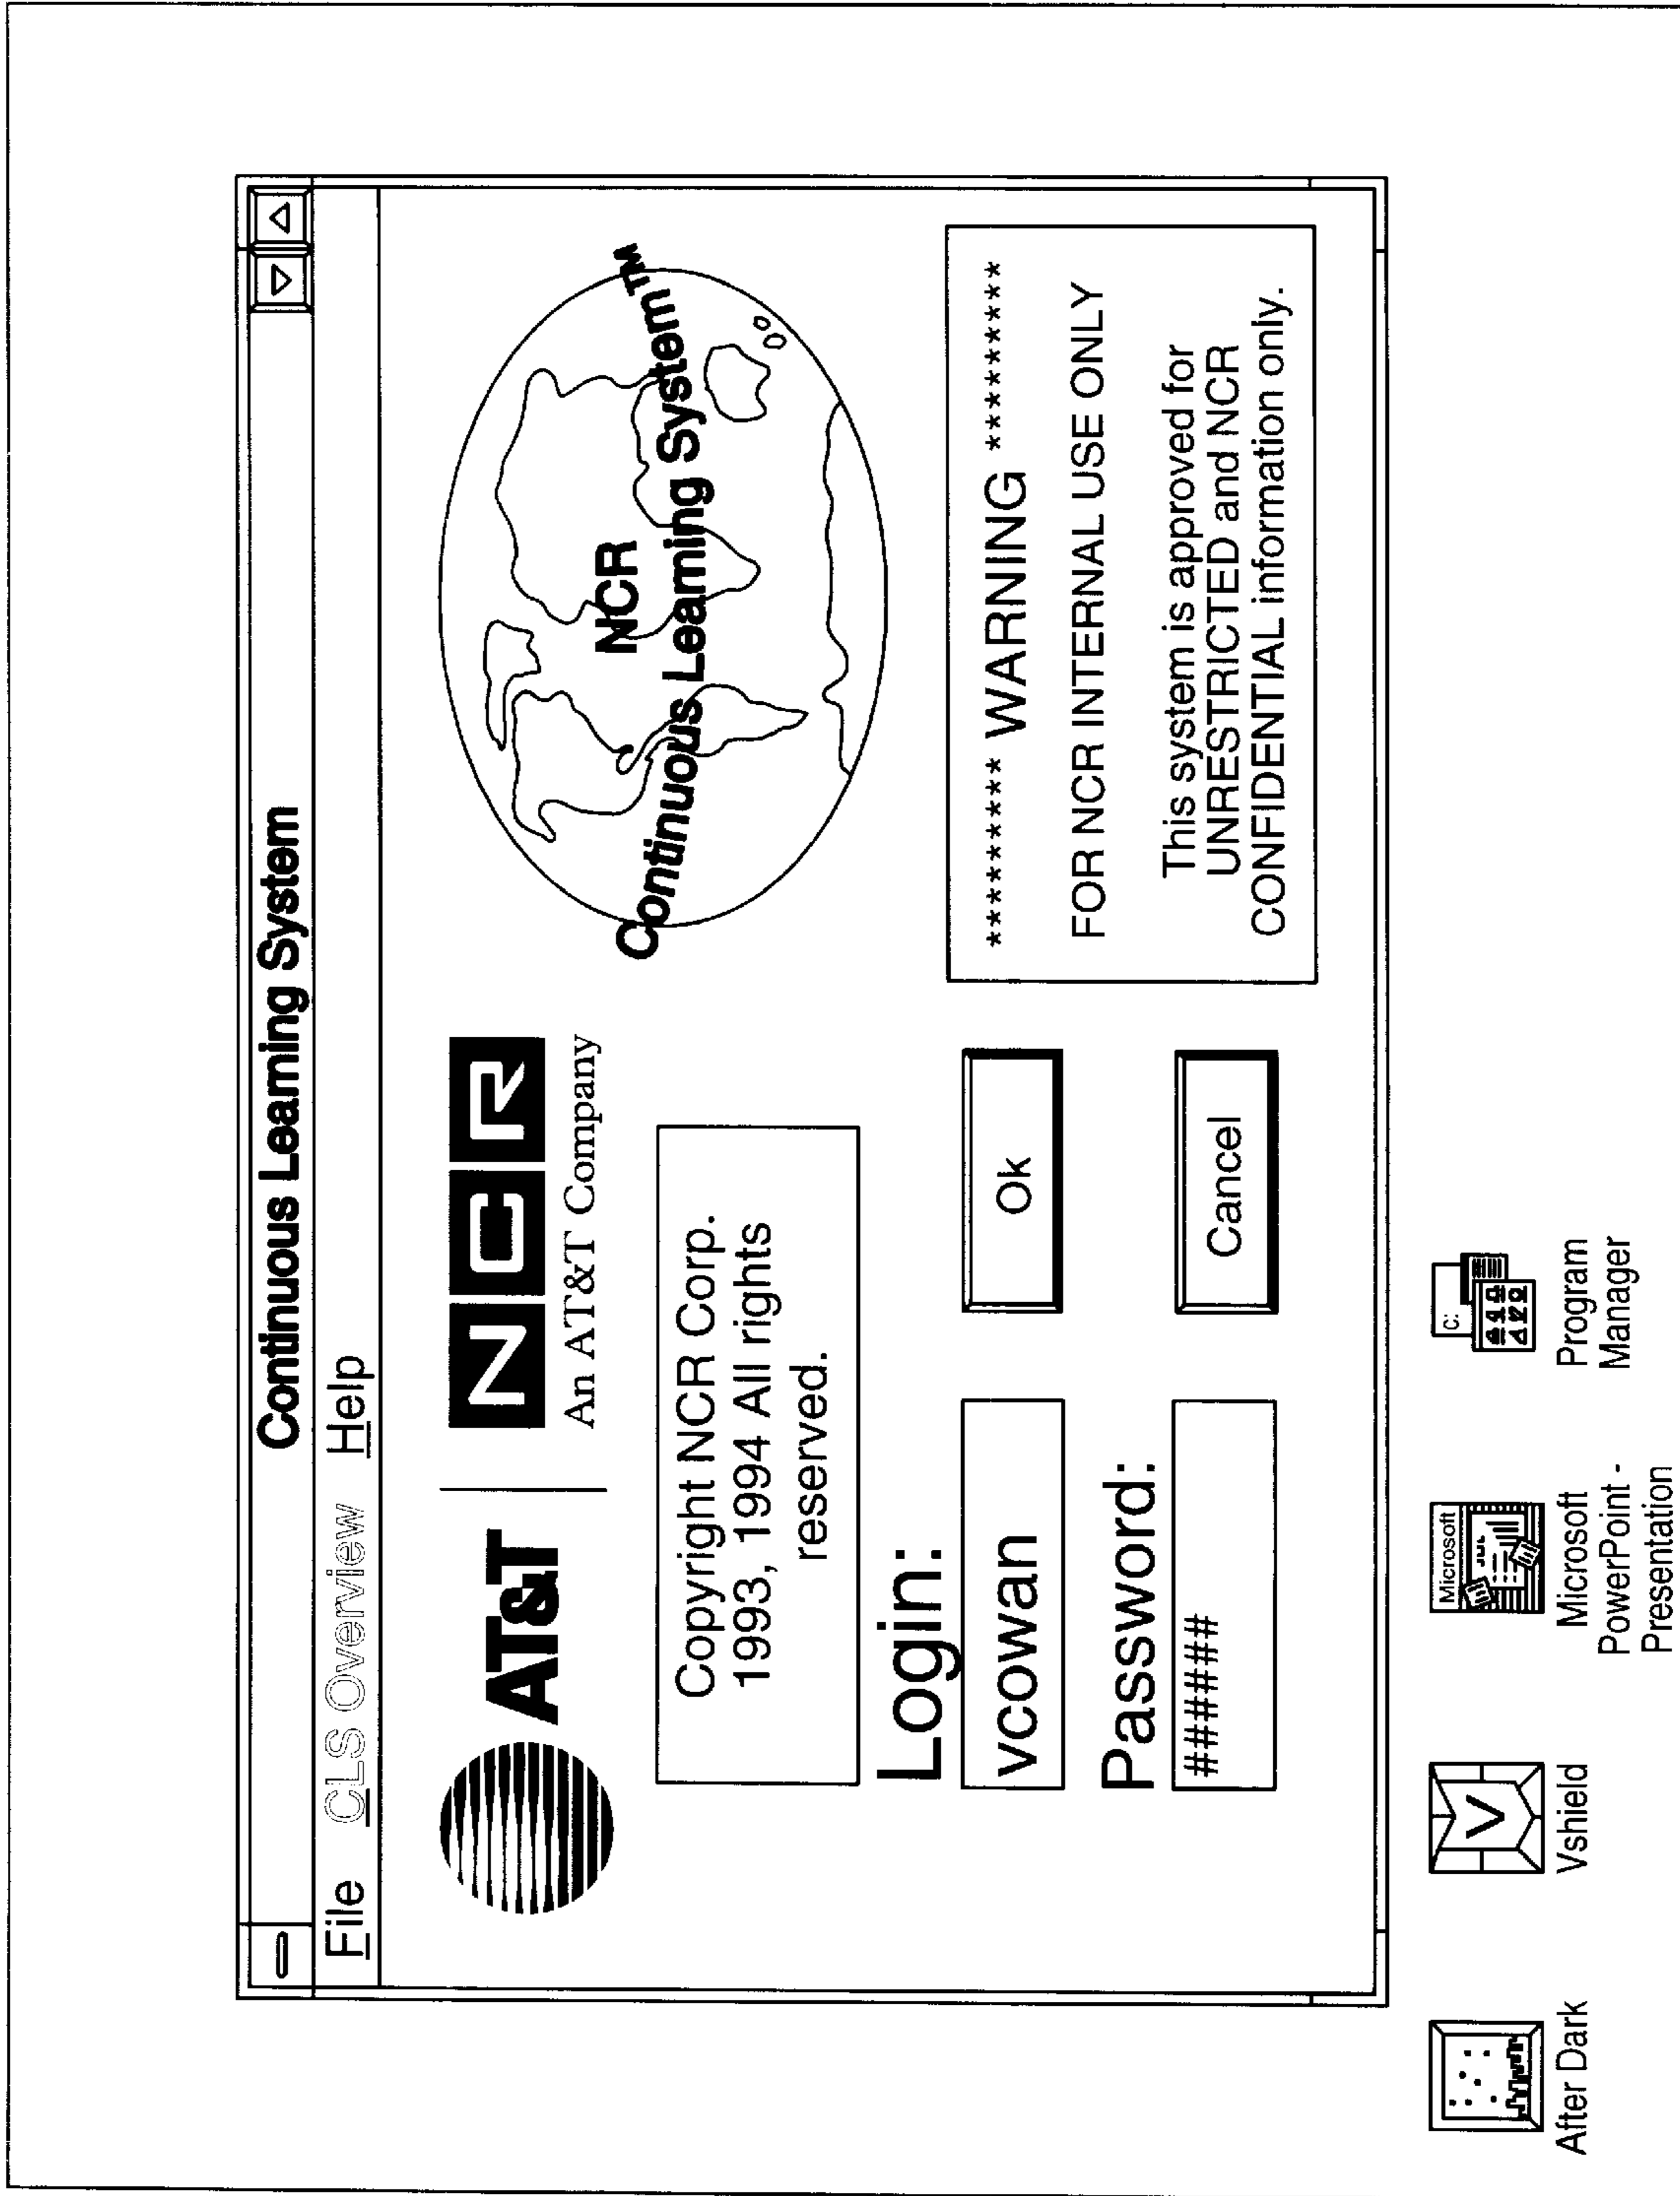 Continuous Learning System
File CLS Overview Help
AT&T
NCR
An AT&T Company
NCR
Continuous Learning System™
Copyright NCR Corp.
1993, 1994 All rights
reserved.
Login:
vcowan
Password:
######
Ok
Cancel
********* WARNING *********
FOR NCR INTERNAL USE ONLY
This system is approved for
UNRESTRICTED and NCR
CONFIDENTIAL information only.
After Dark
V
Vshield
Microsoft
Microsoft
PowerPoint -
Presentation
C:
Program
Manager